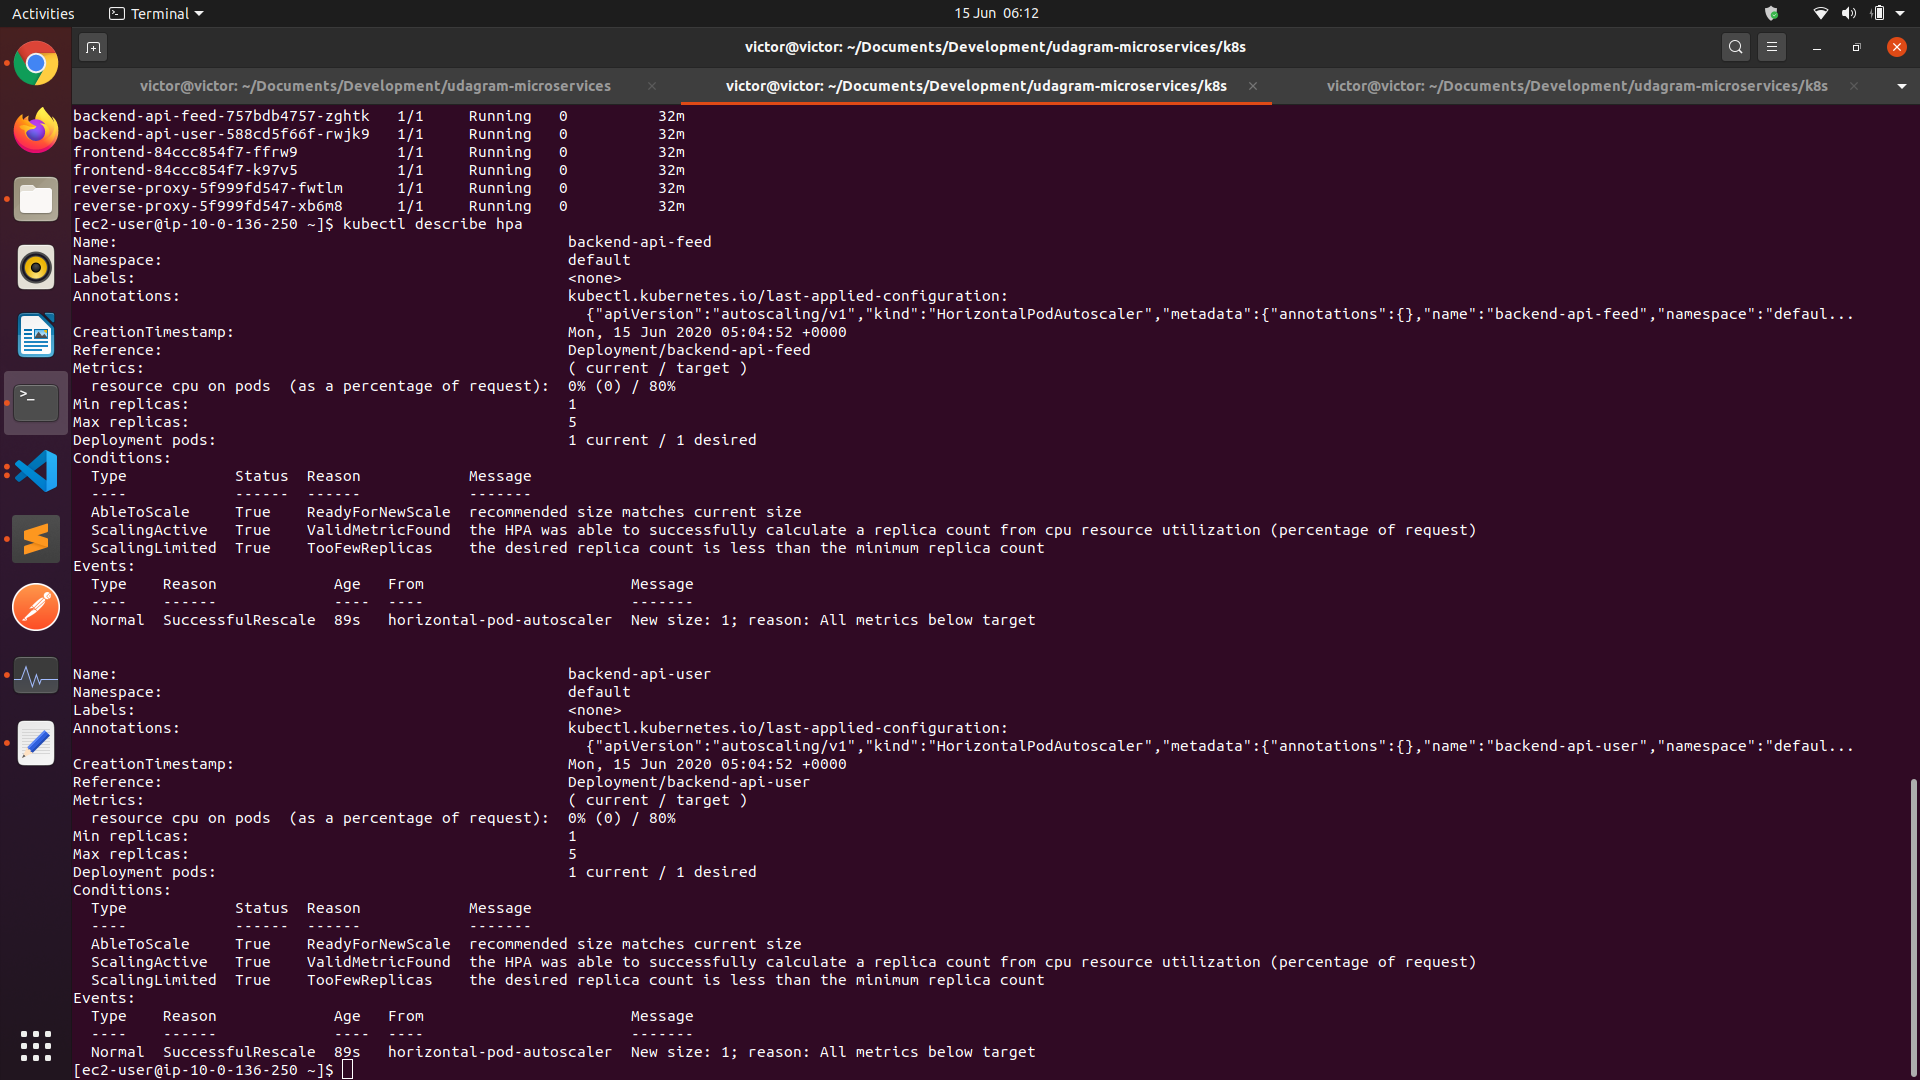 Activities
Terminal
15 Jun 06:12
victor@victor: ~/Documents/Development/udagram-microservices/k8s
victor@victor: ~/Documents/Development/udagram-microservices
victor@victor: ~/Documents/Development/udagram-microservices/k8s
victor@victor: ~/Documents/Development/udagram-microservices/k8s
backend-api-feed-757bdb4757-zghtk   1/1     Running   0          32m
backend-api-user-588cd5f66f-rwjk9   1/1     Running   0          32m
frontend-84ccc854f7-ffrw9           1/1     Running   0          32m
frontend-84ccc854f7-k97v5           1/1     Running   0          32m
reverse-proxy-5f999fd547-fwtlm      1/1     Running   0          32m
reverse-proxy-5f999fd547-xb6m8      1/1     Running   0          32m
[ec2-user@ip-10-0-136-250 ~]$ kubectl describe hpa
Name:                                                  backend-api-feed
Namespace:                                             default
Labels:                                                <none>
Annotations:                                           kubectl.kubernetes.io/last-applied-configuration:
{"apiVersion":"autoscaling/v1","kind":"HorizontalPodAutoscaler","metadata":{"annotations":{},"name":"backend-api-feed","namespace":"defaul...
CreationTimestamp:                                     Mon, 15 Jun 2020 05:04:52 +0000
Reference:                                             Deployment/backend-api-feed
Metrics:                                               ( current / target )
  resource cpu on pods  (as a percentage of request):  0% (0) / 80%
Min replicas:                                          1
Max replicas:                                          5
Deployment pods:                                       1 current / 1 desired
Conditions:
  Type            Status  Reason            Message
  ----            ------  ------            -------
  AbleToScale     True    ReadyForNewScale  recommended size matches current size
  ScalingActive   True    ValidMetricFound  the HPA was able to successfully calculate a replica count from cpu resource utilization (percentage of request)
  ScalingLimited  True    TooFewReplicas    the desired replica count is less than the minimum replica count
Events:
  Type    Reason             Age   From                       Message
  ----    ------             ----  ----                       -------
  Normal  SuccessfulRescale  89s   horizontal-pod-autoscaler  New size: 1; reason: All metrics below target
Name:                                                  backend-api-user
Namespace:                                             default
Labels:                                                <none>
Annotations:                                           kubectl.kubernetes.io/last-applied-configuration:
{"apiVersion":"autoscaling/v1","kind":"HorizontalPodAutoscaler","metadata":{"annotations":{},"name":"backend-api-user","namespace":"defaul...
CreationTimestamp:                                     Mon, 15 Jun 2020 05:04:52 +0000
Reference:                                             Deployment/backend-api-user
Metrics:                                               ( current / target )
  resource cpu on pods  (as a percentage of request):  0% (0) / 80%
Min replicas:                                          1
Max replicas:                                          5
Deployment pods:                                       1 current / 1 desired
Conditions:
  Type            Status  Reason            Message
  ----            ------  ------            -------
  AbleToScale     True    ReadyForNewScale  recommended size matches current size
  ScalingActive   True    ValidMetricFound  the HPA was able to successfully calculate a replica count from cpu resource utilization (percentage of request)
  ScalingLimited  True    TooFewReplicas    the desired replica count is less than the minimum replica count
Events:
  Type    Reason             Age   From                       Message
  ----    ------             ----  ----                       -------
  Normal  SuccessfulRescale  89s   horizontal-pod-autoscaler  New size: 1; reason: All metrics below target
[ec2-user@ip-10-0-136-250 ~]$